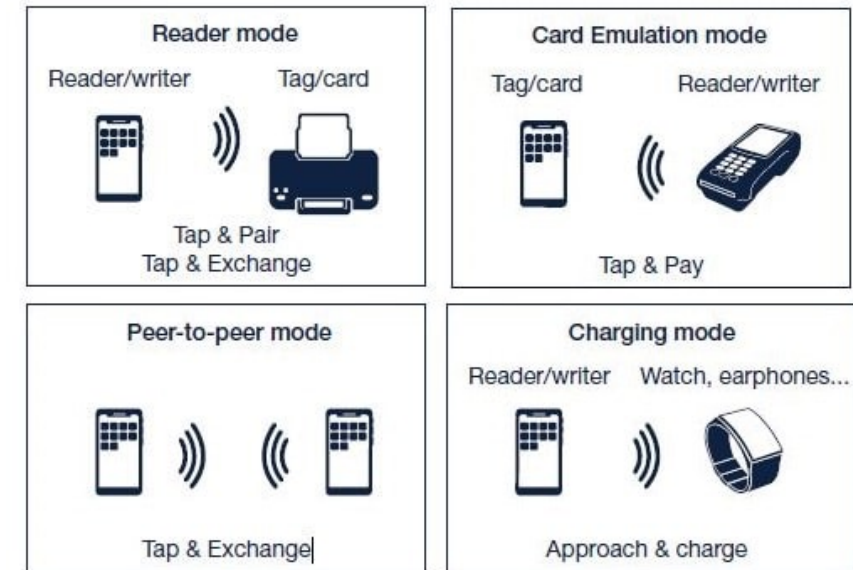 Reader mode
Reader/writer Tag/card
Tap & Pair
Tap & Exchange
Card Emulation mode
Tag/card Reader/writer
Tap & Pay
Peer-to-peer mode
Tap & Exchange
Charging mode
Reader/writer Watch, earphones...
Approach & charge